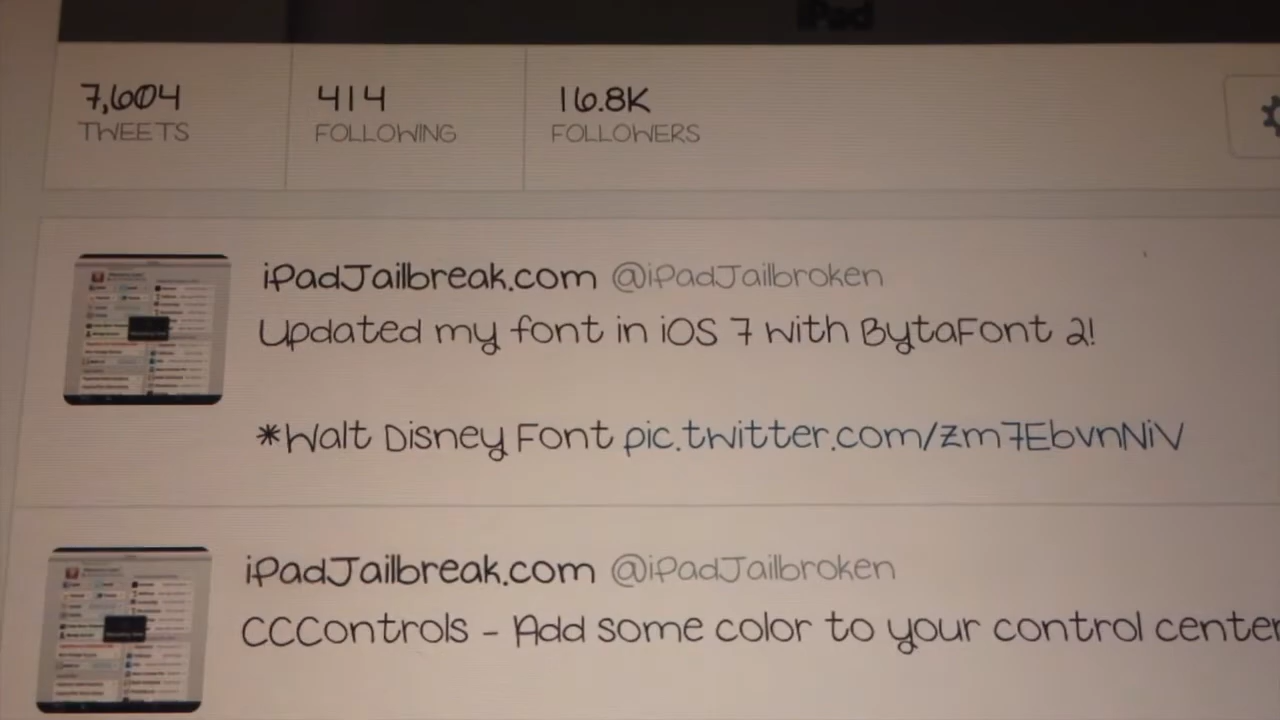 iPad
7,604
TWEETS
414
FOLLOWING
16.8K
FOLLOWERS
iPadJailbreak.com @iPadJailbroken
Updated my font in iOS 7 with BytaFont 2!
*Walt Disney Font pic.twitter.com/zm7EbvnNiV
iPadJailbreak.com @iPadJailbroken
CCControls - Add some color to your control center